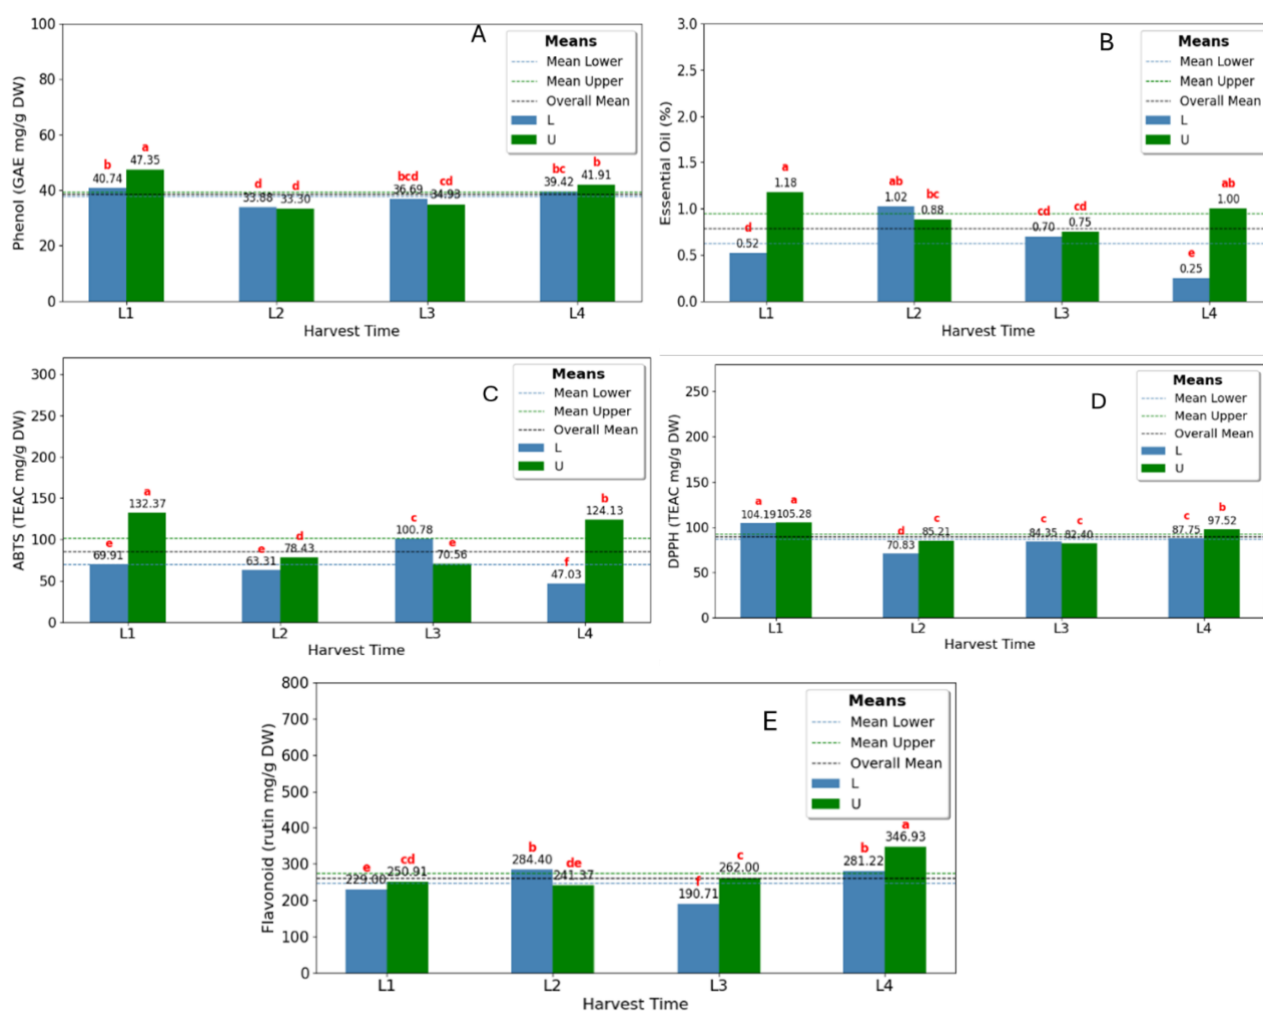 A
Phenol (GAE mg/g DW)
100
80
60
40
20
0
Means
Mean Lower
Mean Upper
Overall Mean
L
U
b
40.74
a
47.35
d
33.88
d
33.30
bcd
36.69
cd
34.93
bc
39.42
b
41.91
L1 L2 L3 L4
Harvest Time
B
Essential Oil (%)
3.0
2.5
2.0
1.5
1.0
0.5
0.0
Means
Mean Lower
Mean Upper
Overall Mean
L
U
d
0.52
a
1.18
ab
1.02
bc
0.88
cd
0.70
cd
0.75
e
0.25
ab
1.00
L1 L2 L3 L4
Harvest Time
C
ABTS (TEAC mg/g DW)
300
250
200
150
100
50
0
Means
Mean Lower
Mean Upper
Overall Mean
L
U
e
69.91
a
132.37
e
63.31
d
78.43
c
100.78
e
70.56
f
47.03
b
124.13
L1 L2 L3 L4
Harvest Time
D
DPPH (TEAC mg/g DW)
250
200
150
100
50
0
Means
Mean Lower
Mean Upper
Overall Mean
L
U
a
104.19
a
105.28
d
70.83
c
85.21
c
84.35
c
82.40
c
87.75
b
97.52
L1 L2 L3 L4
Harvest Time
E
Flavonoid (rutin mg/g DW)
800
700
600
500
400
300
200
100
0
Means
Mean Lower
Mean Upper
Overall Mean
L
U
e
229.00
cd
250.91
b
284.40
de
241.37
f
190.71
c
262.00
b
281.22
a
346.93
L1 L2 L3 L4
Harvest Time